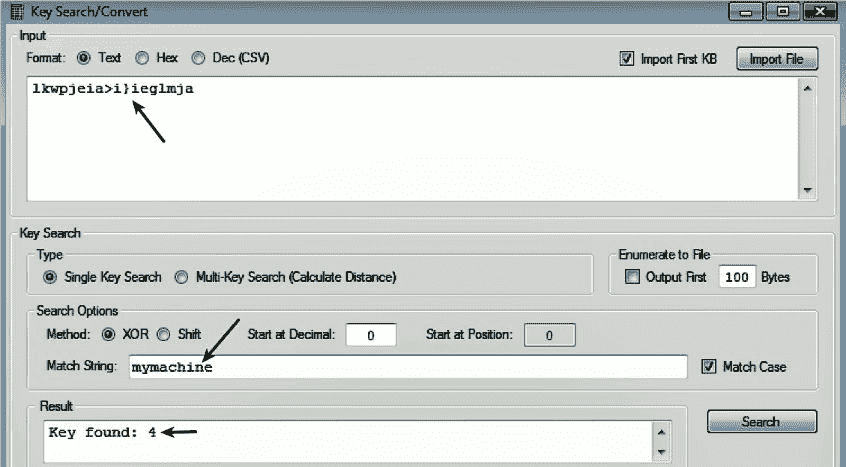 Key Search/Convert
Input
Format: Text Hex Dec (CSV) Import First KB Import File
lkwpjeia>i}ieglmja
Key Search
Type
Single Key Search Multi-Key Search (Calculate Distance)
Enumerate to File
Output First 100 Bytes
Search Options
Method: XOR Shift Start at Decimal: 0 Start at Position: 0
Match String: mymachine Match Case
Result
Key found: 4
Search